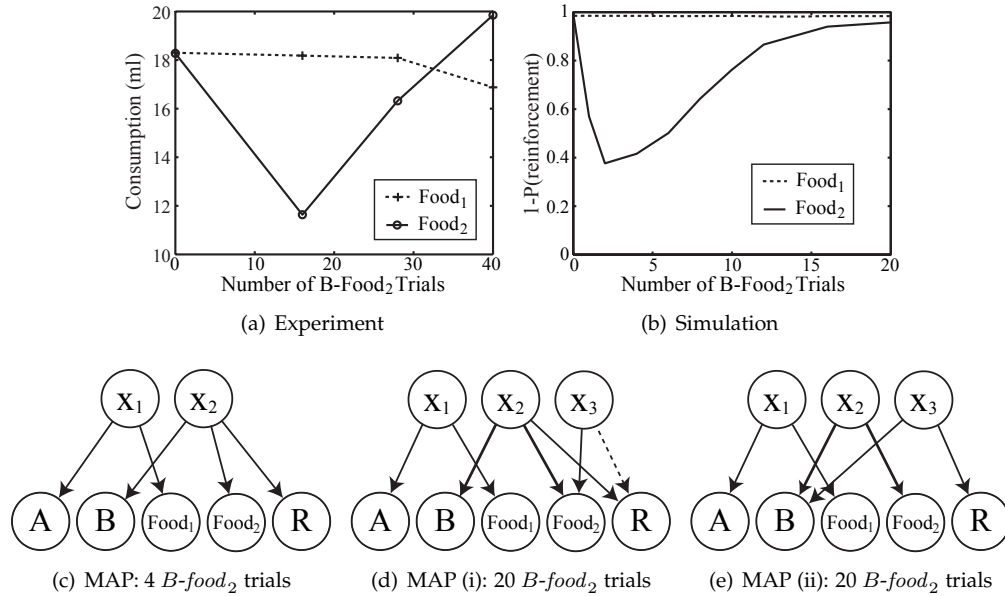 20
18
16
14
12
10
Consumption (ml)
Food₁
Food₂
0
10
20
30
40
Number of B-Food₂ Trials
(a) Experiment
1
0.8
0.6
0.4
0.2
0
1-P(reinforcement)
Food₁
Food₂
0
5
10
15
20
Number of B-Food₂ Trials
(b) Simulation
x₁ x₂
A B Food₁ Food₂ R
(c) MAP: 4 B-food₂ trials
x₁ x₂ x₃
A B Food₁ Food₂ R
(d) MAP (i): 20 B-food₂ trials
x₁ x₂ x₃
A B Food₁ Food₂ R
(e) MAP (ii): 20 B-food₂ trials